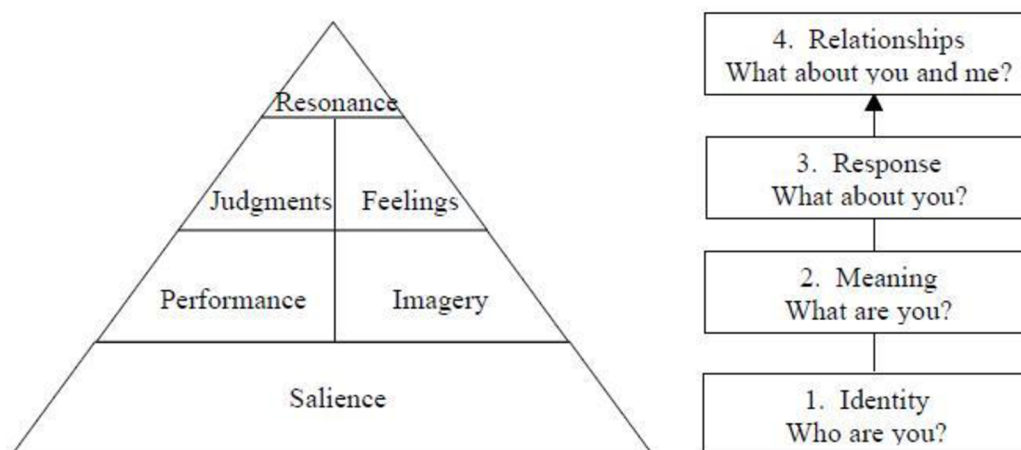 Resonance
Judgments
Feelings
Performance
Imagery
Salience
4. Relationships
What about you and me?
3. Response
What about you?
2. Meaning
What are you?
1. Identity
Who are you?